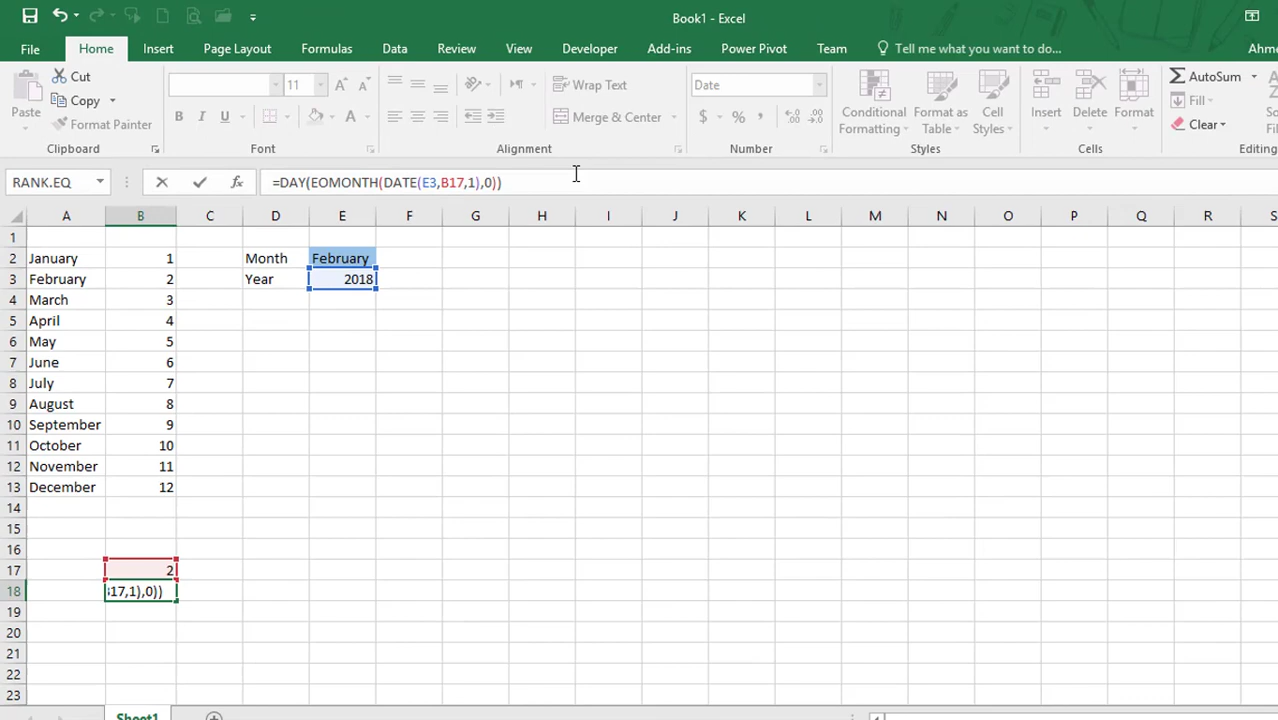 Book1 - Excel
File Home Insert Page Layout Formulas Data Review View Developer Add-ins Power Pivot Team Tell me what you want to do... Ahme
Cut
Copy
Format Painter
Paste
Clipboard
11
B I U
Font
Wrap Text
Merge & Center
Alignment
Date
$ % ,
Number
Conditional Formatting
Format as Table
Cell Styles
Styles
Insert
Delete
Format
Cells
AutoSum
Fill
Clear
Editing
RANK.EQ =DAY(EOMONTH(DATE(E3,B17,1),0))
A B C D E F G H I J K L M N O P Q R S
1
2 January 1 Month February
3 February 2 Year 2018
4 March 3
5 April 4
6 May 5
7 June 6
8 July 7
9 August 8
10 September 9
11 October 10
12 November 11
13 December 12
14
15
16
17 2
18 17,1),0))
19
20
21
22
23
Sheet1